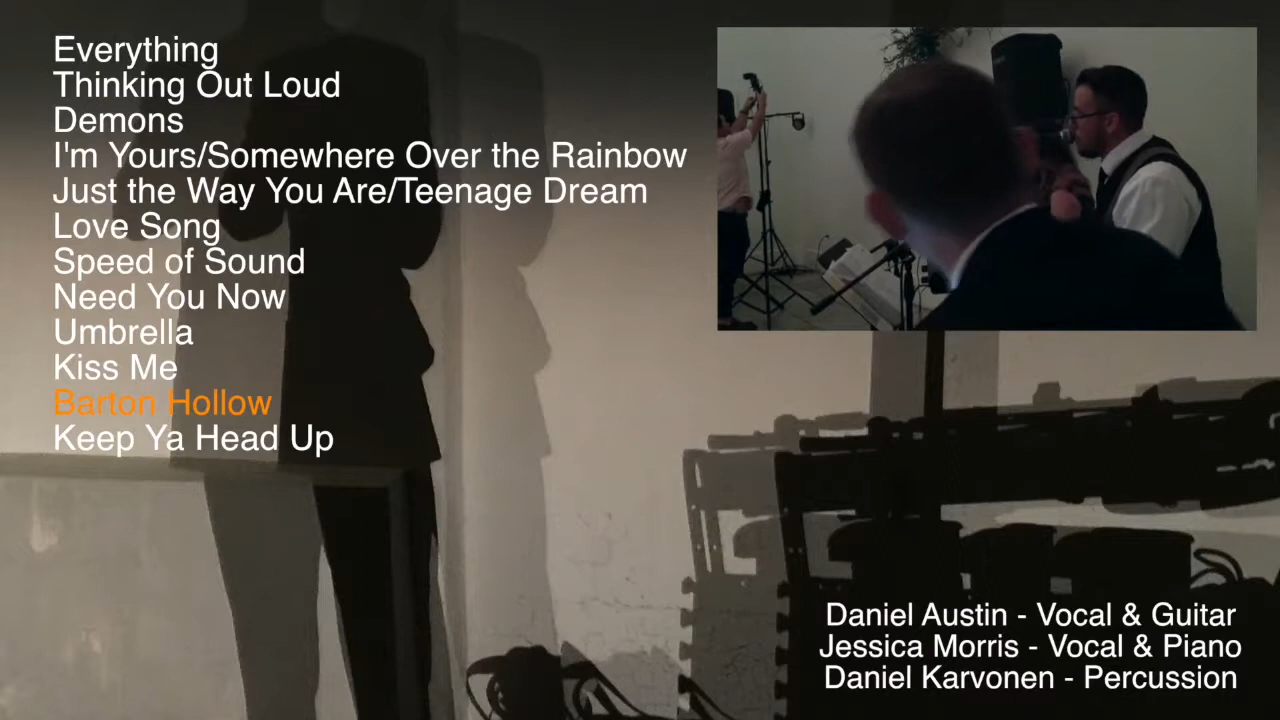 Everything
Thinking Out Loud
Demons
I'm Yours/Somewhere Over the Rainbow
Just the Way You Are/Teenage Dream
Love Song
Speed of Sound
Need You Now
Umbrella
Kiss Me
Barton Hollow
Keep Ya Head Up
Daniel Austin - Vocal & Guitar
Jessica Morris - Vocal & Piano
Daniel Karvonen - Percussion